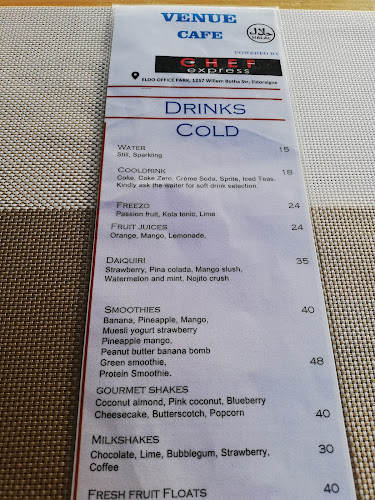 VENUE
CAFE
حلال
HALAL
POWERED BY
CHEF
express
ELDO OFFICE PARK, 1257 Willem Botha Str, Eldoraigne
DRINKS
COLD
WATER 15
Still, Sparkling
COOLDRINK 18
Coke, Coke Zero, Crème Soda, Sprite, Iced Teas.
Kindly ask the waiter for soft drink selection.
FREEZO 24
Passion fruit, Kola tonic, Lime
FRUIT JUICES 24
Orange, Mango, Lemonade,
DAIQUIRI 35
Strawberry, Pina colada, Mango slush,
Watermelon and mint, Nojito crush
SMOOTHIES 40
Banana, Pineapple, Mango,
Muesli yogurt strawberry
Pineapple mango,
Peanut butter banana bomb
Green smoothie, 48
Protein Smoothie.
GOURMET SHAKES
Coconut almond, Pink coconut, Blueberry
Cheesecake, Butterscotch, Popcorn 40
MILKSHAKES
Chocolate, Lime, Bubblegum, Strawberry, 30
Coffee
FRESH FRUIT FLOATS 40